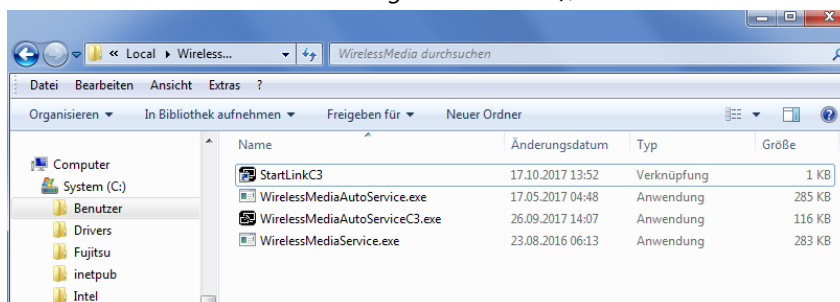 « Local ▸ Wireless... WirelessMedia durchsuchen
Datei Bearbeiten Ansicht Extras ?
Organisieren In Bibliothek aufnehmen Freigeben für Neuer Ordner
Name Änderungsdatum Typ Größe
Computer
StartLinkC3 17.10.2017 13:52 Verknüpfung 1 KB
System (C:)
WirelessMediaAutoService.exe 17.05.2017 04:48 Anwendung 285 KB
Benutzer
WirelessMediaAutoServiceC3.exe 26.09.2017 14:07 Anwendung 116 KB
Drivers
WirelessMediaService.exe 23.08.2016 06:13 Anwendung 283 KB
Fujitsu
inetpub
Intel